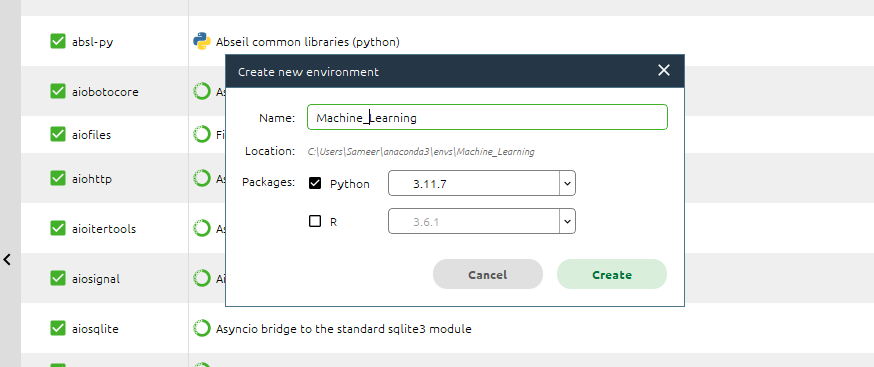 absl-py Abseil common libraries (python)
Create new environment
aiobotocore As
Name: Machine_Learning
aiofiles Fi
Location: C:\Users\Sameer\anaconda3\envs\Machine_Learning
aiohttp As
Packages: Python 3.11.7
aioitertools As
R 3.6.1
aiosignal Ai
Cancel Create
aiosqlite Asyncio bridge to the standard sqlite3 module